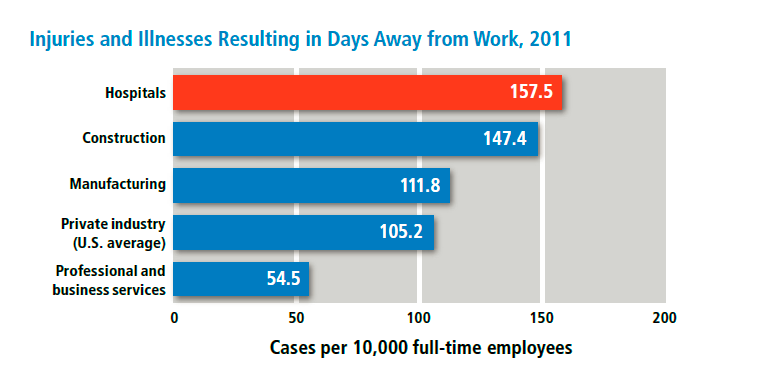 Injuries and Illnesses Resulting in Days Away from Work, 2011
Hospitals 157.5
Construction 147.4
Manufacturing 111.8
Private industry
(U.S. average) 105.2
Professional and
business services 54.5
0 50 100 150 200
Cases per 10,000 full-time employees